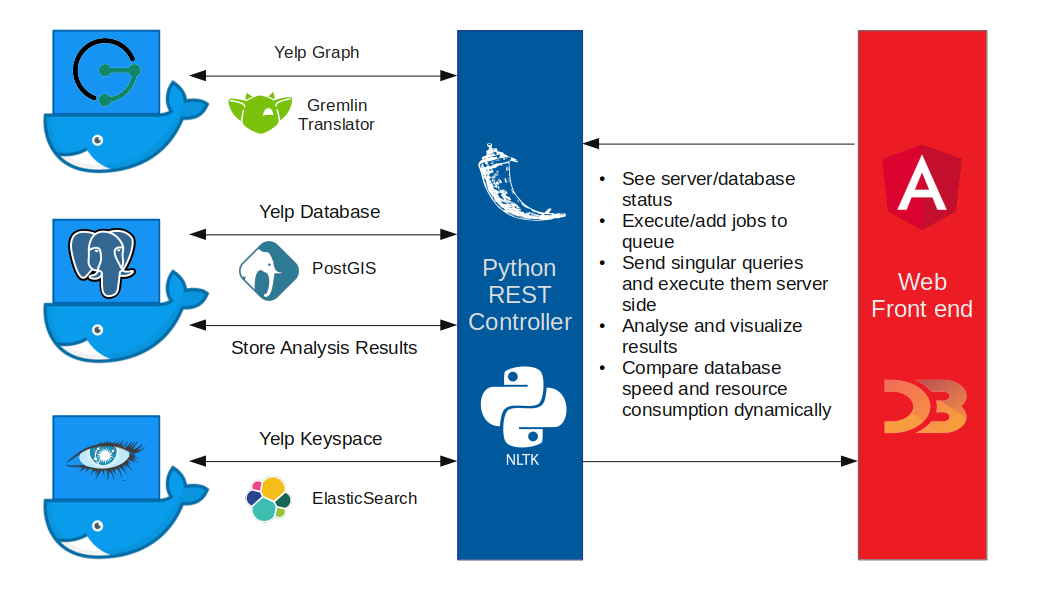 Yelp Graph
Gremlin
Translator
Yelp Database
PostGIS
Store Analysis Results
Yelp Keyspace
ElasticSearch
Python
REST
Controller
NLTK
• See server/database
status
• Execute/add jobs to
queue
• Send singular queries
and execute them server
side
• Analyse and visualize
results
• Compare database
speed and resource
consumption dynamically
A
Web
Front end
D3